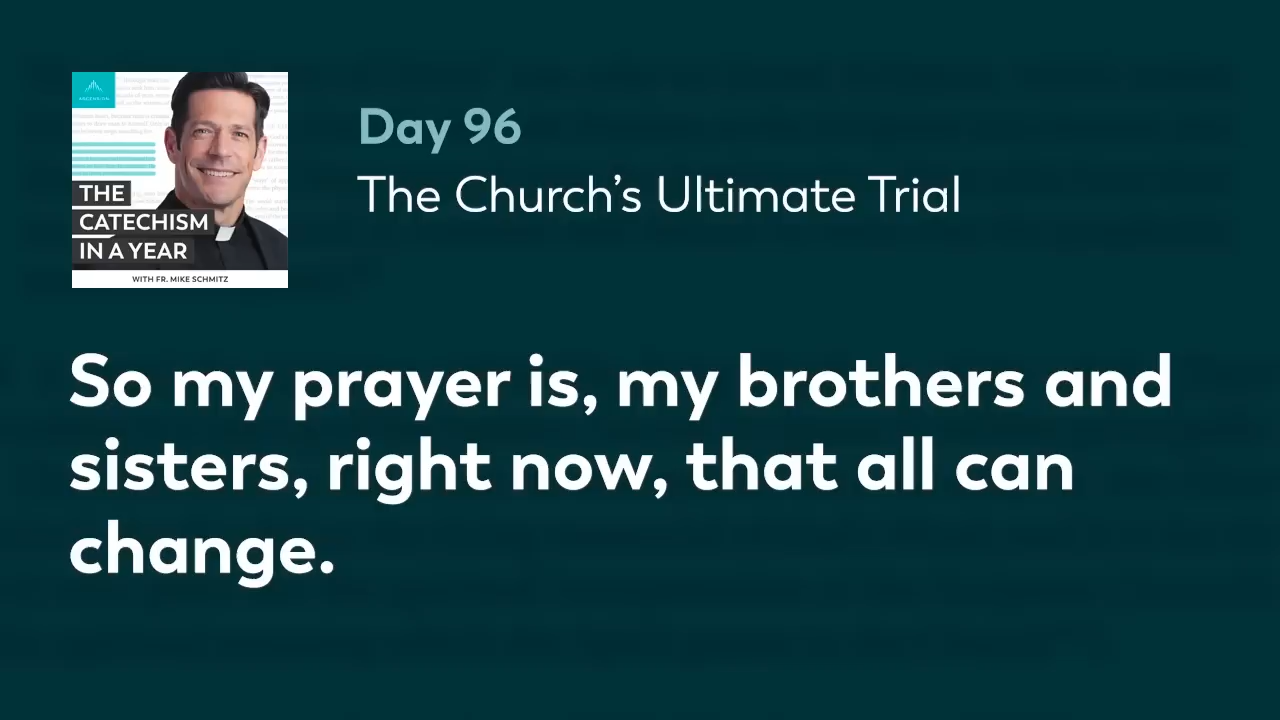 ASCENSION
THE
CATECHISM
IN A YEAR
WITH FR. MIKE SCHMITZ
Day 96
The Church’s Ultimate Trial
So my prayer is, my brothers and
sisters, right now, that all can
change.